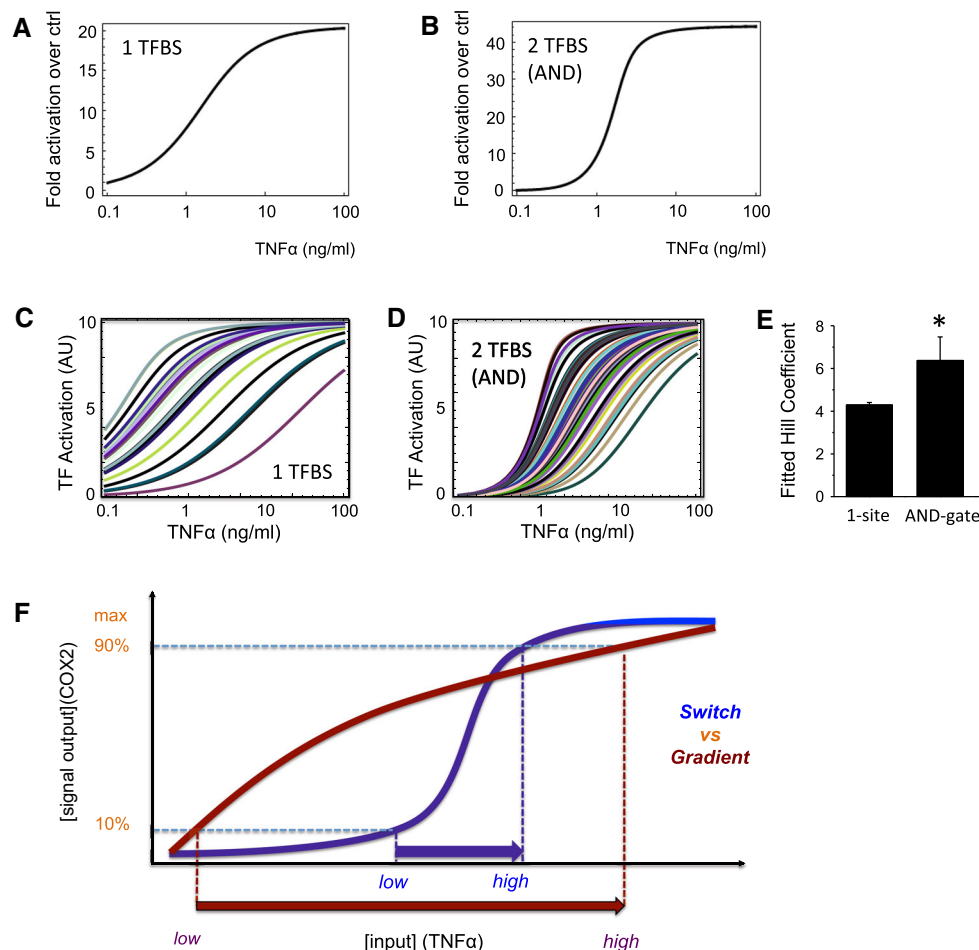 A
Fold activation over ctrl
20
15
10
5
0
1 TFBS
0.1 1 10 100
TNFα (ng/ml)
B
Fold activation over ctrl
40
30
20
10
0
2 TFBS
(AND)
0.1 1 10 100
TNFα (ng/ml)
C
TF Activation (AU)
10
5
0
1 TFBS
0.1 1 10 100
TNFα (ng/ml)
D
TF Activation (AU)
10
5
0
2 TFBS
(AND)
0.1 1 10 100
TNFα (ng/ml)
E
Fitted Hill Coefficient
8
6
4
2
0
*
1-site AND-gate
F
[signal output](COX2)
max
90%
10%
Switch
vs
Gradient
low high
low [input] (TNFα) high